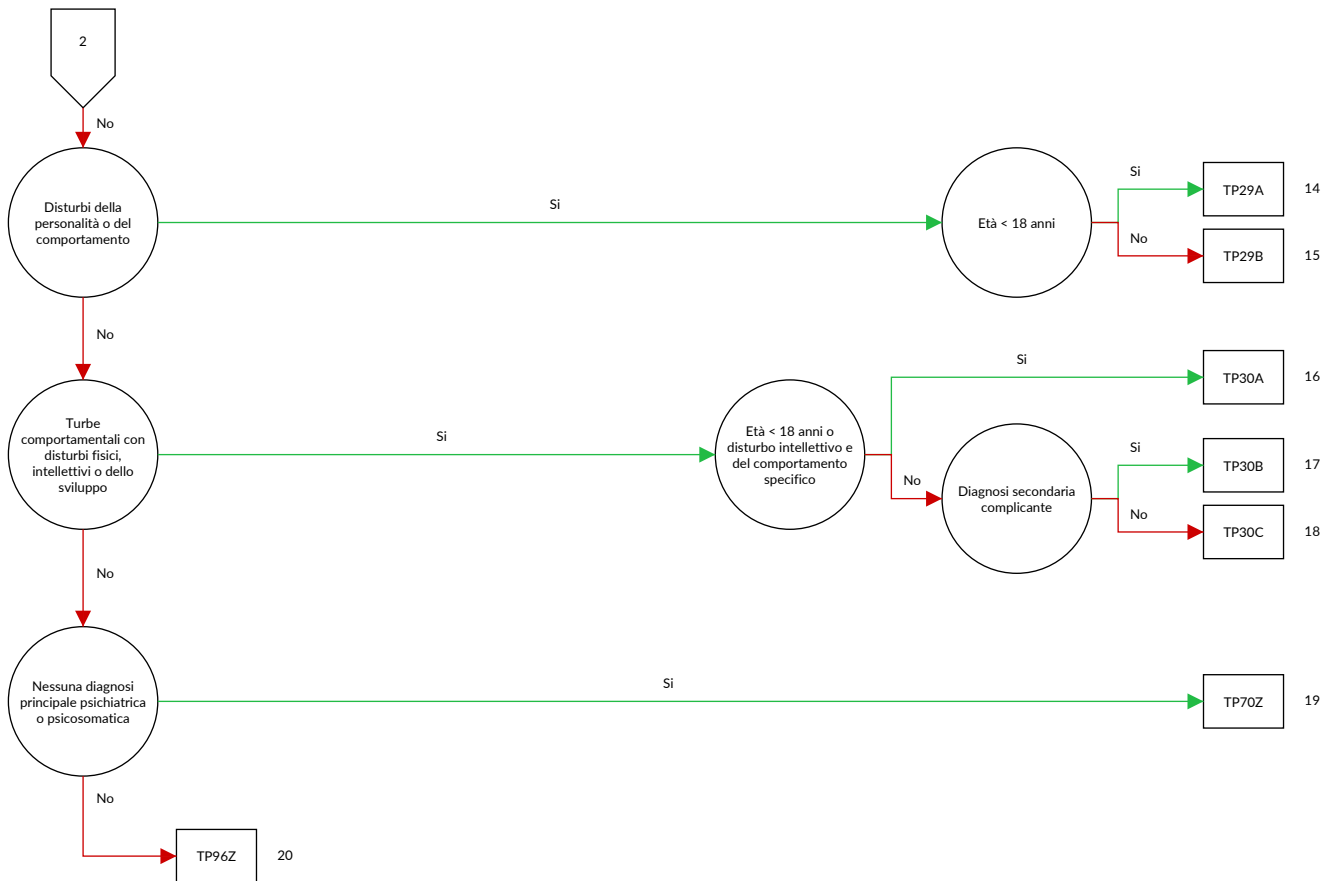 2
No
Disturbi della
personalità o del
comportamento
Si
Età < 18 anni
Si
TP29A
14
No
TP29B
15
No
Turbe
comportamentali con
disturbi fisici,
intellettivi o dello
sviluppo
Si
Età < 18 anni o
disturbo intellettivo e
del comportamento
specifico
Si
TP30A
16
No
Diagnosi secondaria
complicante
Si
TP30B
17
No
TP30C
18
No
Nessuna diagnosi
principale psichiatrica
o psicosomatica
Si
TP70Z
19
No
TP96Z
20